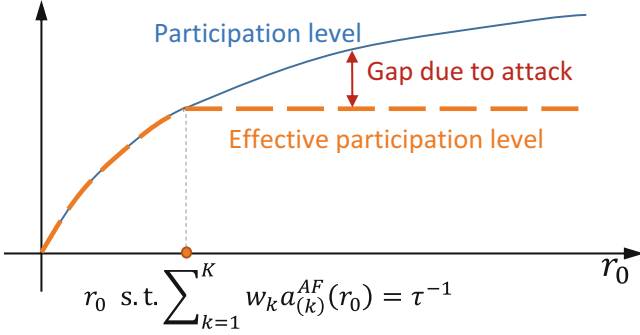 Participation level
Gap due to attack
Effective participation level
r₀
r₀ s.t. ∑_{k=1}^{K} w_k a_{(k)}^{AF}(r₀) = τ⁻¹